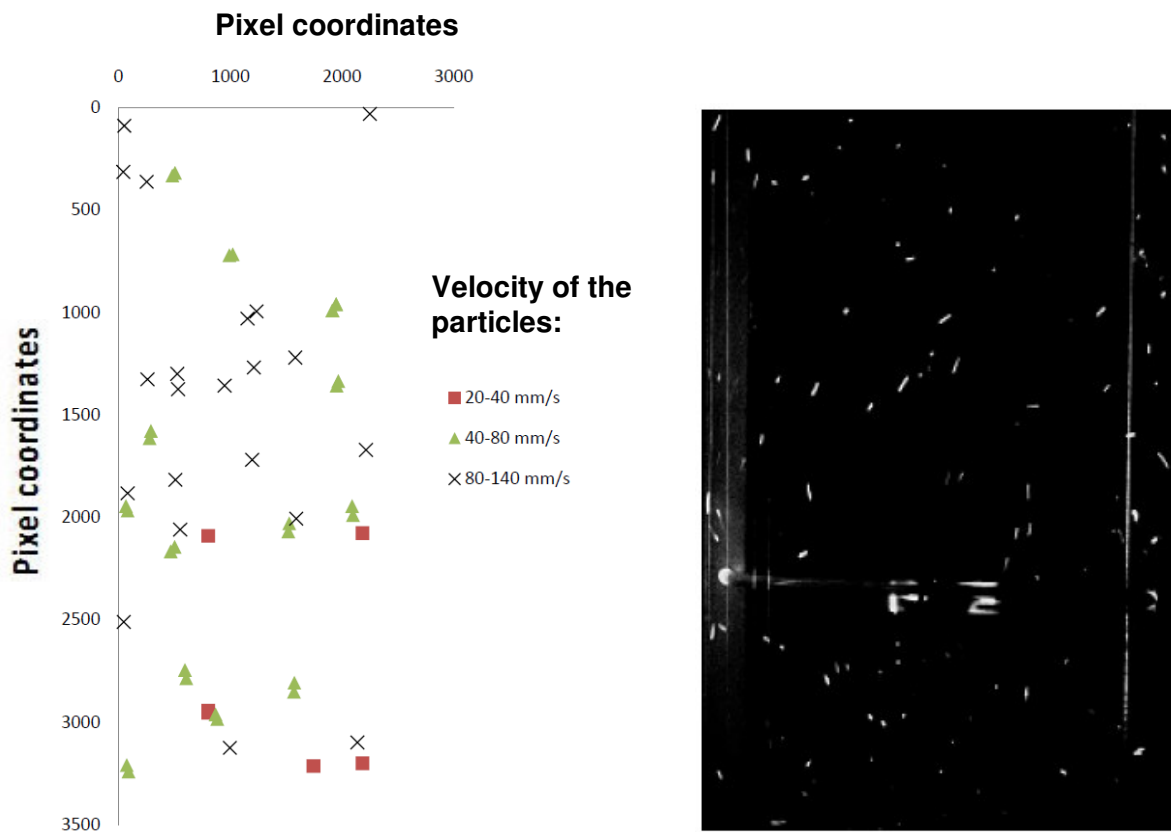 Pixel coordinates
0 1000 2000 3000
0
500
1000
1500
2000
2500
3000
3500
Pixel coordinates
Velocity of the
particles:
20-40 mm/s
40-80 mm/s
80-140 mm/s